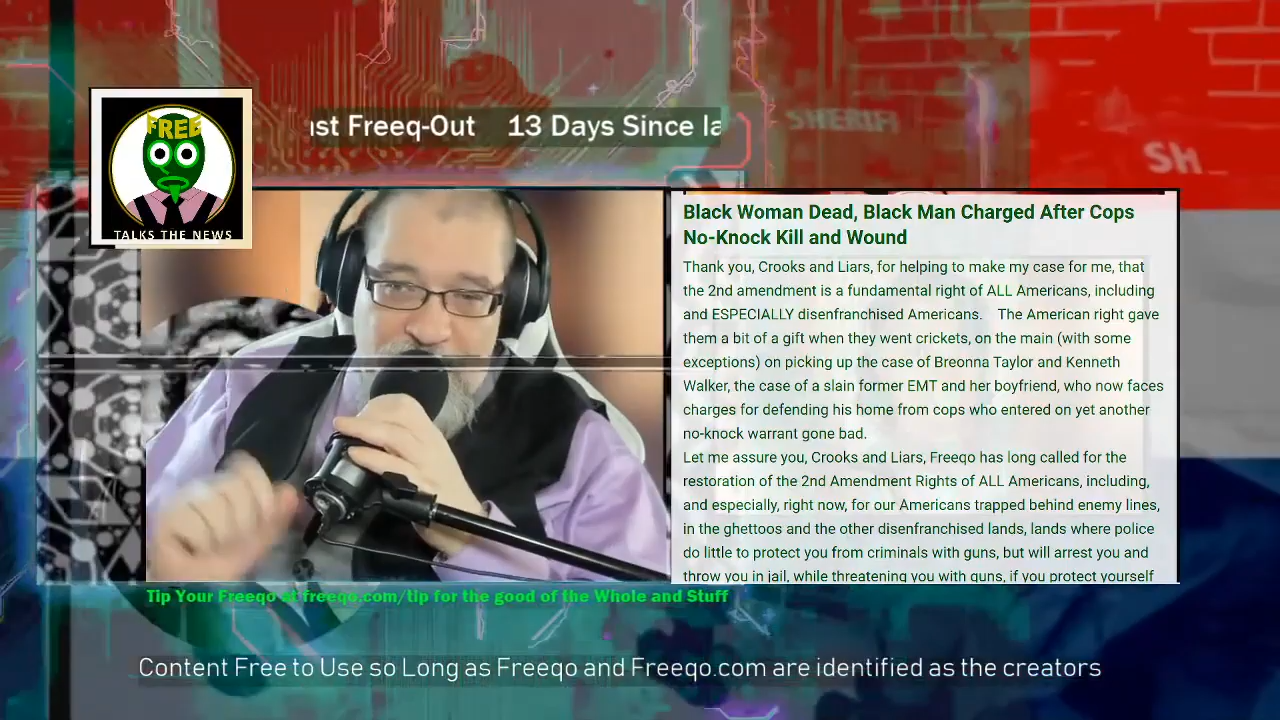 FREE
TALKS THE NEWS
st Freeq-Out 13 Days Since la
SHERIFF
Sh
Black Woman Dead, Black Man Charged After Cops
No-Knock Kill and Wound
Thank you, Crooks and Liars, for helping to make my case for me, that
the 2nd amendment is a fundamental right of ALL Americans, including
and ESPECIALLY disenfranchised Americans. The American right gave
them a bit of a gift when they went crickets, on the main (with some
exceptions) on picking up the case of Breonna Taylor and Kenneth
Walker, the case of a slain former EMT and her boyfriend, who now faces
charges for defending his home from cops who entered on yet another
no-knock warrant gone bad.
Let me assure you, Crooks and Liars, Freeqo has long called for the
restoration of the 2nd Amendment Rights of ALL Americans, including,
and especially, right now, for our Americans trapped behind enemy lines,
in the ghettoos and the other disenfranchised lands, lands where police
do little to protect you from criminals with guns, but will arrest you and
throw you in jail, while threatening you with guns, if you protect yourself
Tip Your Freeqo at freeqo.com/tip for the good of the Whole and Stuff
Content Free to Use so Long as Freeqo and Freeqo.com are identified as the creators